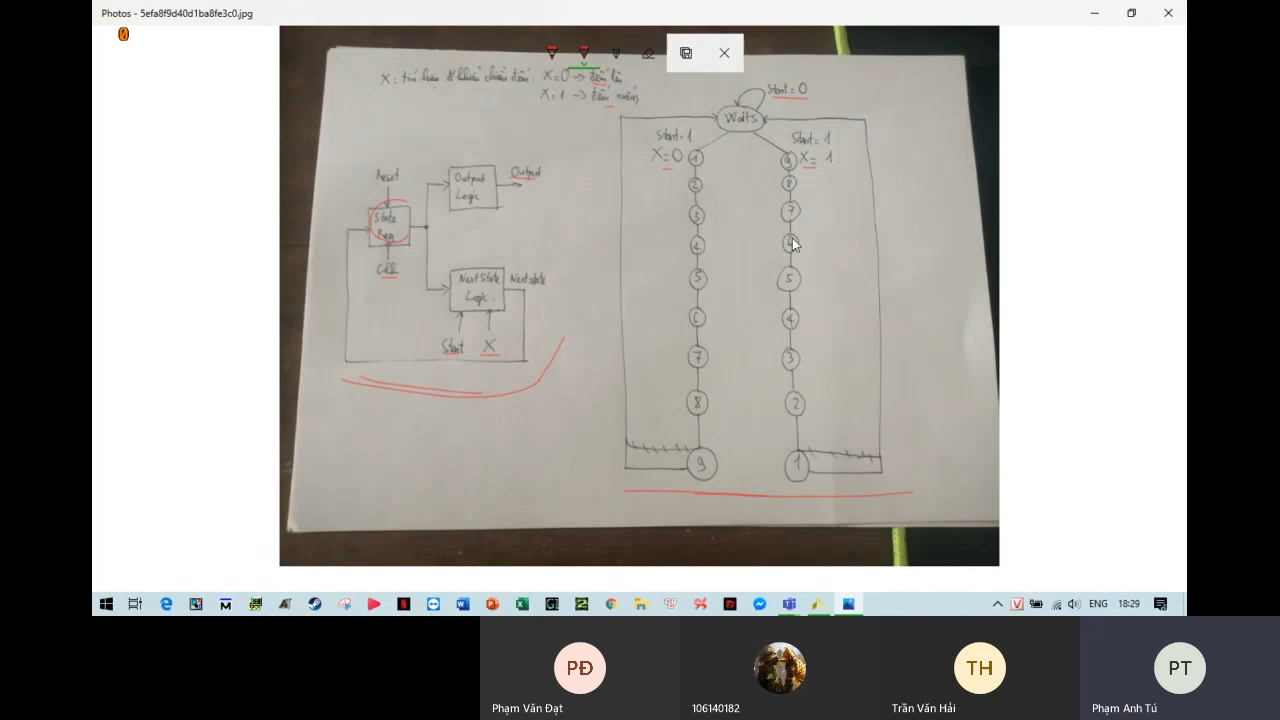 Photos - 5efa8f9d40d1ba8fe3c0.jpg
0
X: tín hiệu điều khiển chiều đếm: X=0 → đếm lên
X=1 → đếm xuống
Start = 0
Waits
Start = 1
X=0
Start = 1
X=1
1
2
3
4
5
6
7
8
9
9
8
7
5
4
3
2
1
Reset
State
Reg
Clk
Output
Logic
Output
Next State
Logic
Next state
Start
X
ENG
18:29
PĐ
TH
PT
Phạm Văn Đạt
106140182
Trần Văn Hải
Phạm Anh Tú